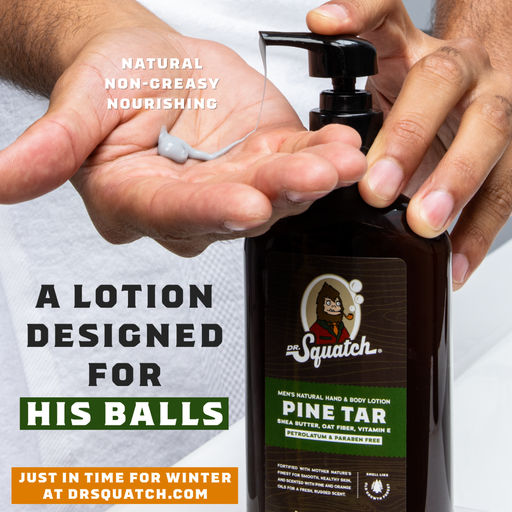 NATURAL
NON-GREASY
NOURISHING
A LOTION
DESIGNED
FOR
HIS BALLS
JUST IN TIME FOR WINTER
AT DRSQUATCH.COM
DR.
Squatch®
MEN'S NATURAL HAND & BODY LOTION
PINE TAR
SHEA BUTTER, OAT FIBER, VITAMIN E
PETROLATUM & PARABEN FREE
FORTIFIED WITH MOTHER NATURE'S
FINEST FOR SMOOTH, HEALTHY SKIN,
AND SCENTED WITH PINE AND ORANGE
OILS FOR A FRESH, RUGGED SCENT.
SMELL LIKE